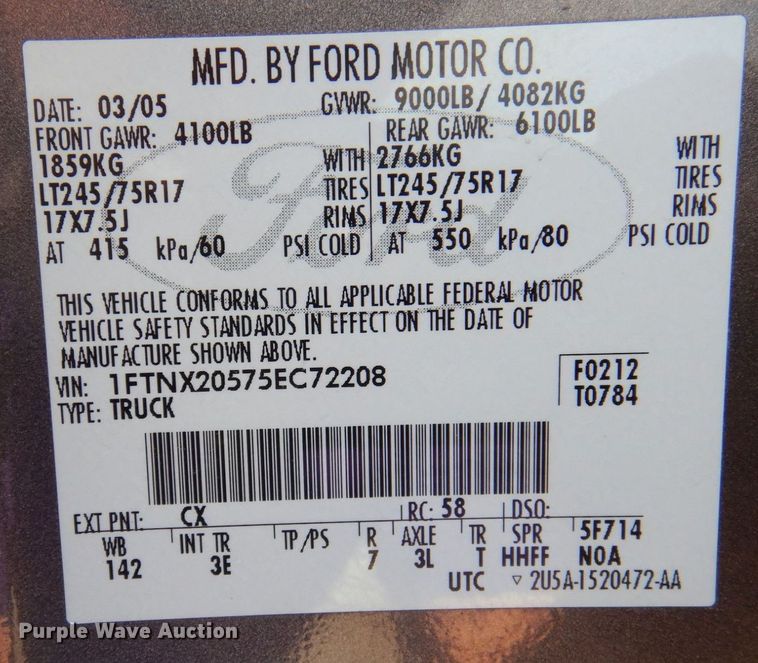 MFD. BY FORD MOTOR CO.
DATE: 03/05 GVWR: 9000LB/ 4082KG
FRONT GAWR: 4100LB REAR GAWR: 6100LB
1859KG WITH 2766KG WITH
LT245/75R17 TIRES LT245/75R17 TIRES
17X7.5J RIMS 17X7.5J RIMS
AT 415 kPa/60 PSI COLD AT 550 kPa/80 PSI COLD
Ford
THIS VEHICLE CONFORMS TO ALL APPLICABLE FEDERAL MOTOR
VEHICLE SAFETY STANDARDS IN EFFECT ON THE DATE OF
MANUFACTURE SHOWN ABOVE.
VIN: 1FTNX20575EC72208 F0212
TYPE: TRUCK T0784
EXT PNT: CX RC: 58 DSO:
WB INT TR TP/PS R AXLE TR SPR 5F714
142 3E 7 3L T HHFF N0A
UTC ▽ 2U5A-1520472-AA
Purple Wave Auction